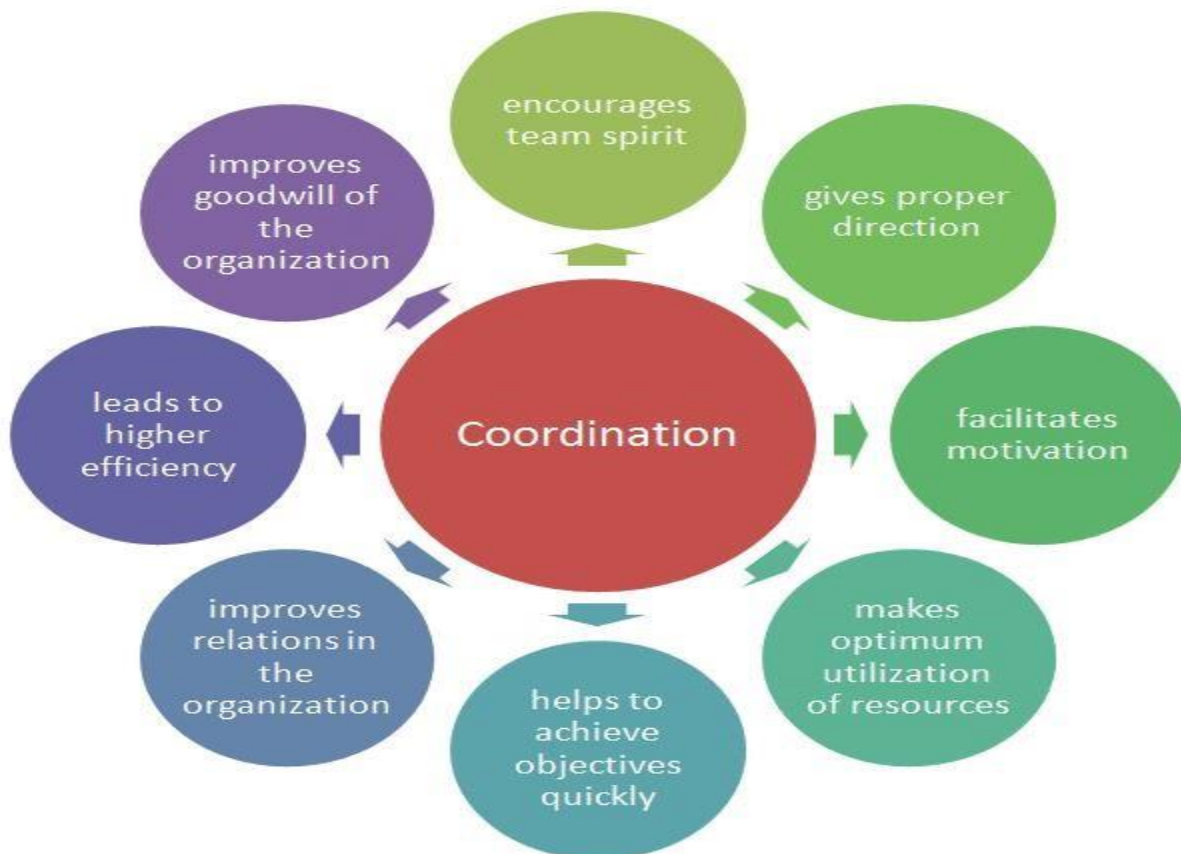 encourages
team spirit
gives proper
direction
facilitates
motivation
makes
optimum
utilization
of resources
helps to
achieve
objectives
quickly
improves
relations in
the
organization
leads to
higher
efficiency
improves
goodwill of
the
organization
Coordination